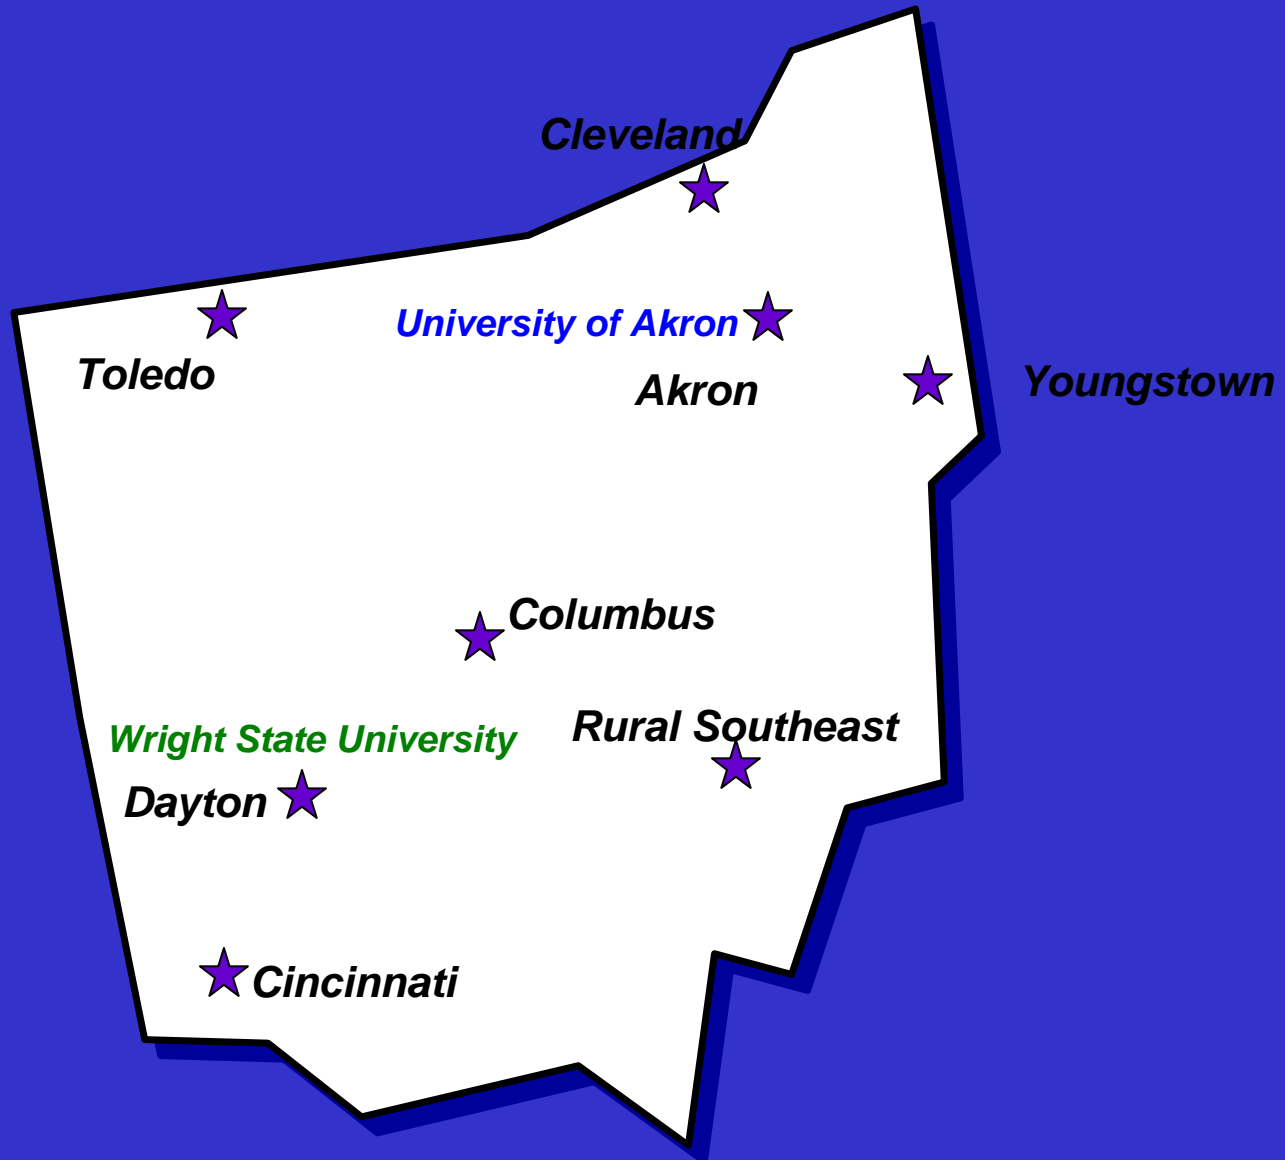 Cleveland
University of Akron
Toledo
Akron
Youngstown
Columbus
Rural Southeast
Wright State University
Dayton
Cincinnati